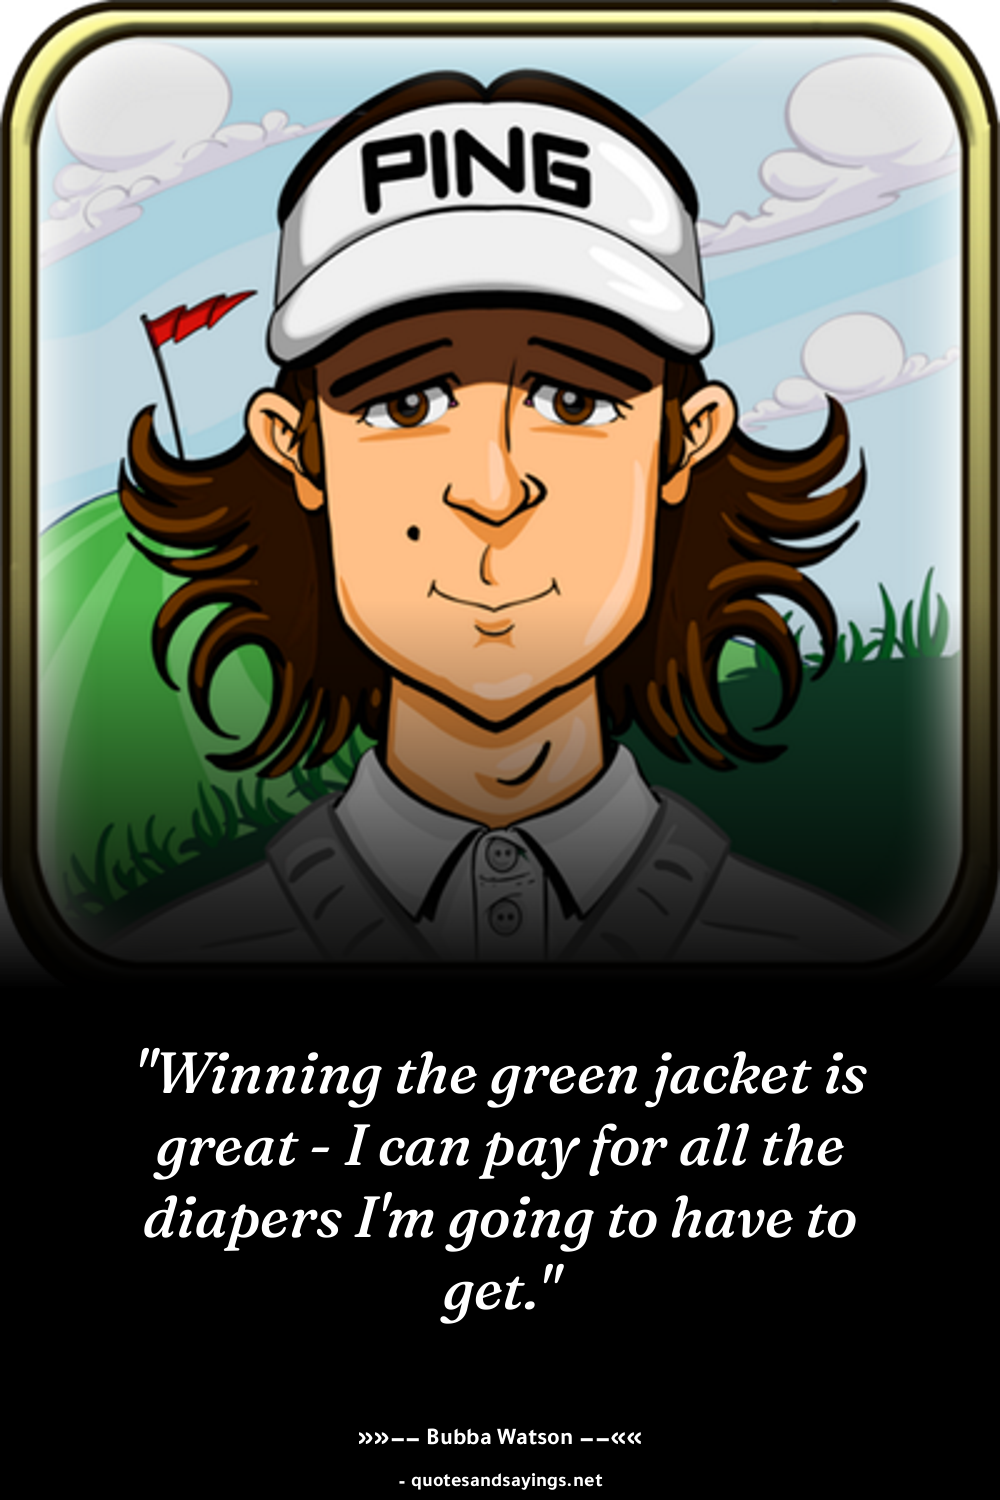 PING
"Winning the green jacket is
great - I can pay for all the
diapers I'm going to have to
get."
»»−− Bubba Watson −−««
- quotesandsayings.net